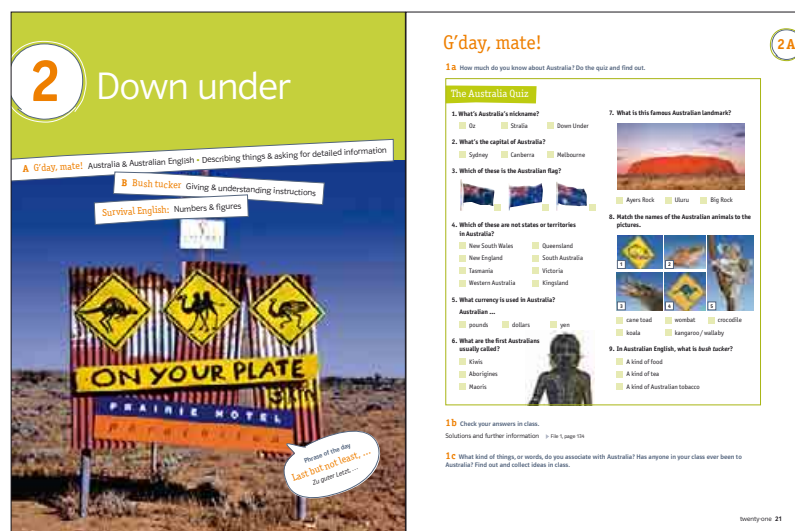 2
Down under
A G'day, mate! Australia & Australian English • Describing things & asking for detailed information
B Bush tucker Giving & understanding instructions
Survival English: Numbers & figures
ON YOUR PLATE
PRAIRIE HOTEL
Phrase of the day
Last but not least, ...
Zu guter Letzt, ...
G'day, mate!
2A
1a How much do you know about Australia? Do the quiz and find out.
The Australia Quiz
1. What's Australia's nickname?
Oz Stralia Down Under
2. What's the capital of Australia?
Sydney Canberra Melbourne
3. Which of these is the Australian flag?
4. Which of these are not states or territories
in Australia?
New South Wales Queensland
New England South Australia
Tasmania Victoria
Western Australia Kingsland
5. What currency is used in Australia?
Australian ...
pounds dollars yen
6. What are the first Australians
usually called?
Kiwis
Aborigines
Maoris
7. What is this famous Australian landmark?
Ayers Rock Uluru Big Rock
8. Match the names of the Australian animals to the
pictures.
1 2
3 4 5
cane toad wombat crocodile
koala kangaroo / wallaby
9. In Australian English, what is bush tucker?
A kind of food
A kind of tea
A kind of Australian tobacco
1b Check your answers in class.
Solutions and further information > File 1, page 134
1c What kind of things, or words, do you associate with Australia? Has anyone in your class ever been to
Australia? Find out and collect ideas in class.
twenty-one 21